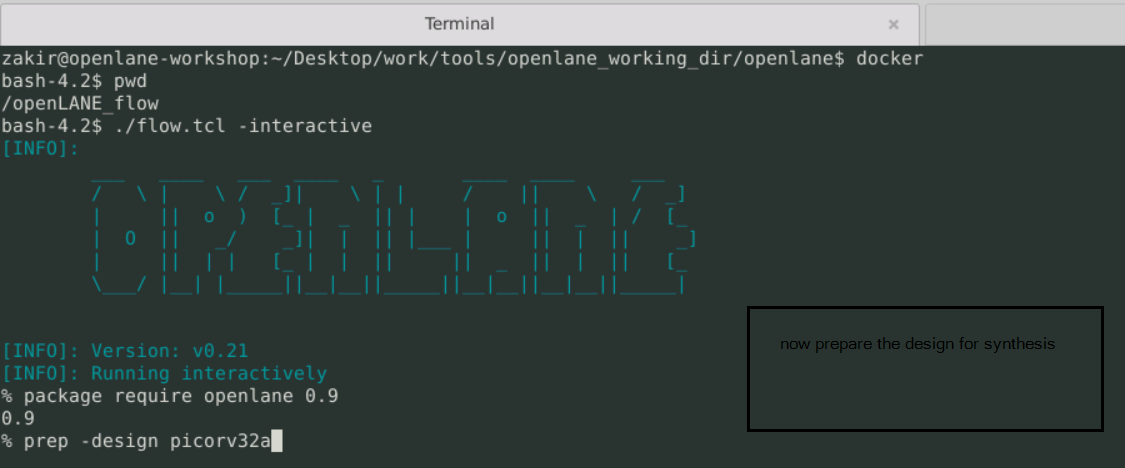 Terminal
zakir@openlane-workshop:~/Desktop/work/tools/openlane_working_dir/openlane$ docker
bash-4.2$ pwd
/openLANE_flow
bash-4.2$ ./flow.tcl -interactive
[INFO]:
OPENLANE
[INFO]: Version: v0.21
[INFO]: Running interactively
% package require openlane 0.9
0.9
% prep -design picorv32a
now prepare the design for synthesis